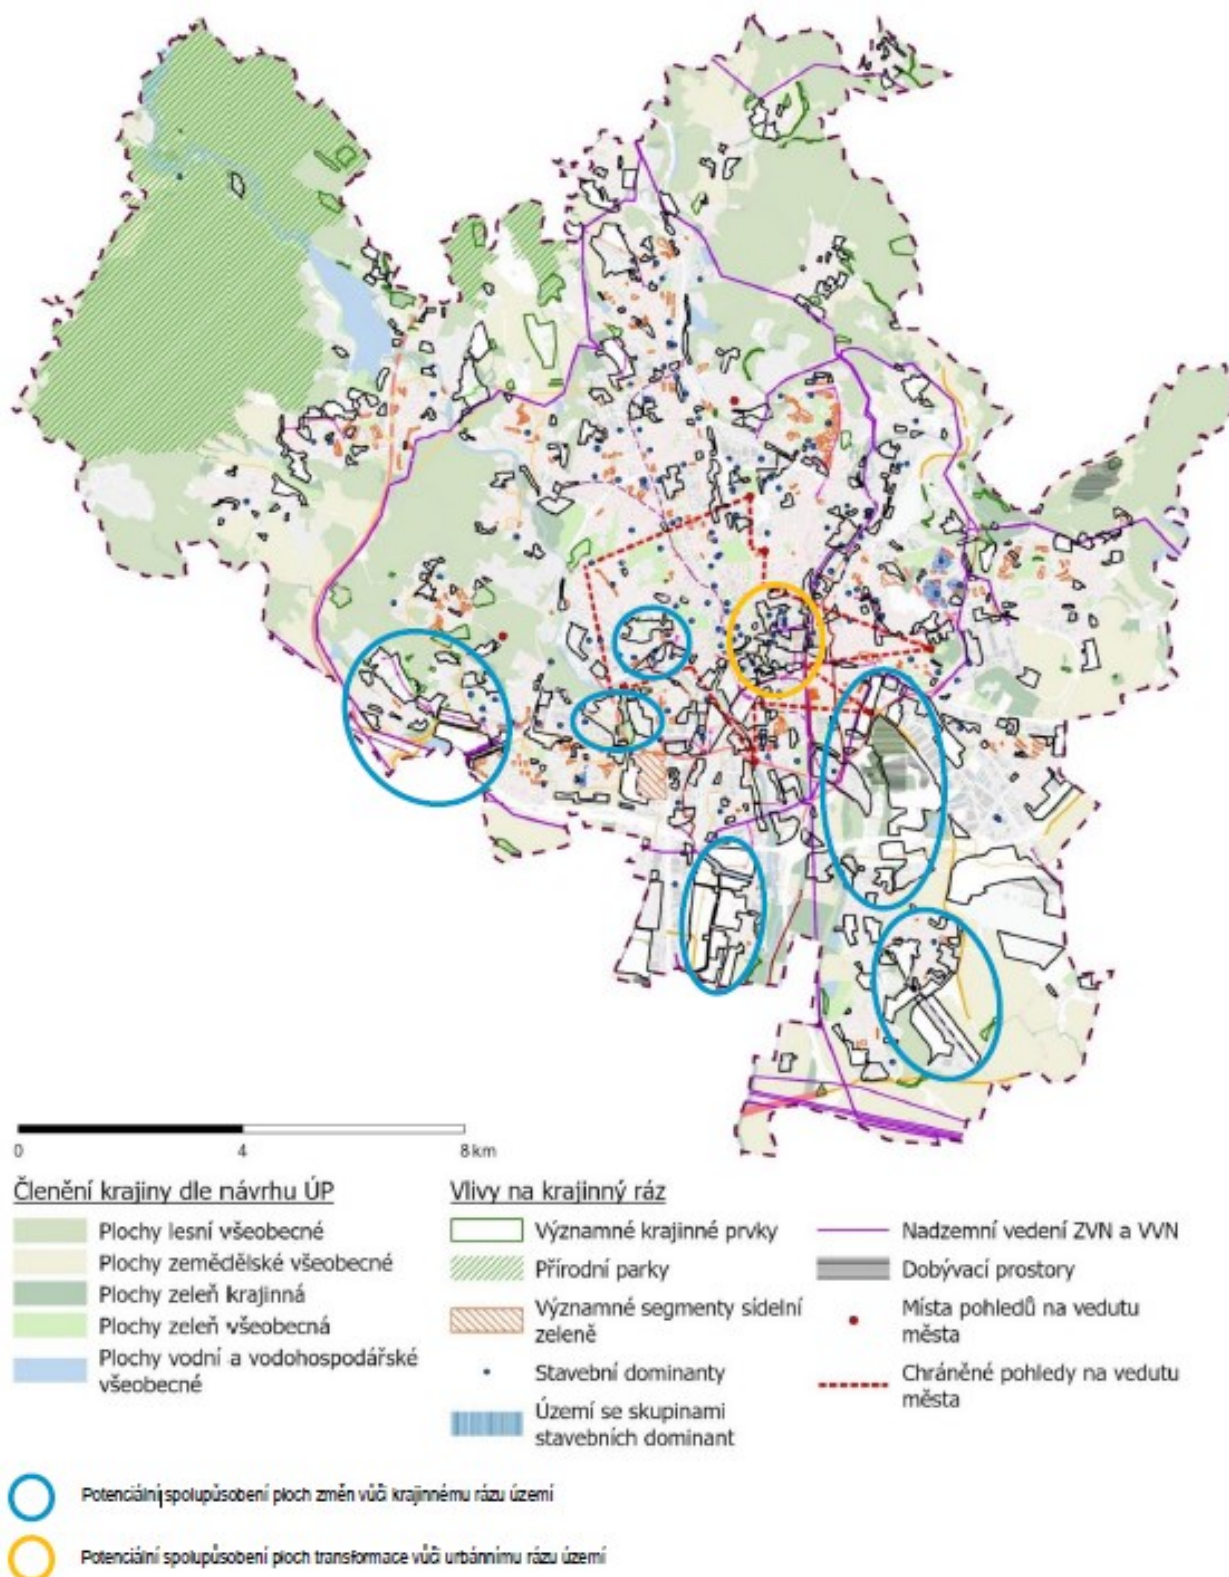 0 4 8 km
Členění krajiny dle návrhu ÚP
Plochy lesní všeobecné
Plochy zemědělské všeobecné
Plochy zeleň krajinná
Plochy zeleň všeobecná
Plochy vodní a vodohospodářské
všeobecné
Vlivy na krajinný ráz
Významné krajinné prvky
Přírodní parky
Významné segmenty sídelní
zeleně
Stavební dominanty
Území se skupinami
stavebních dominant
Nadzemní vedení ZVN a VVN
Dobývací prostory
Místa pohledů na vedutu
města
Chráněné pohledy na vedutu
města
Potenciální spolupůsobení ploch změn vůči krajinnému rázu území
Potenciální spolupůsobení ploch transformace vůči urbánnímu rázu území